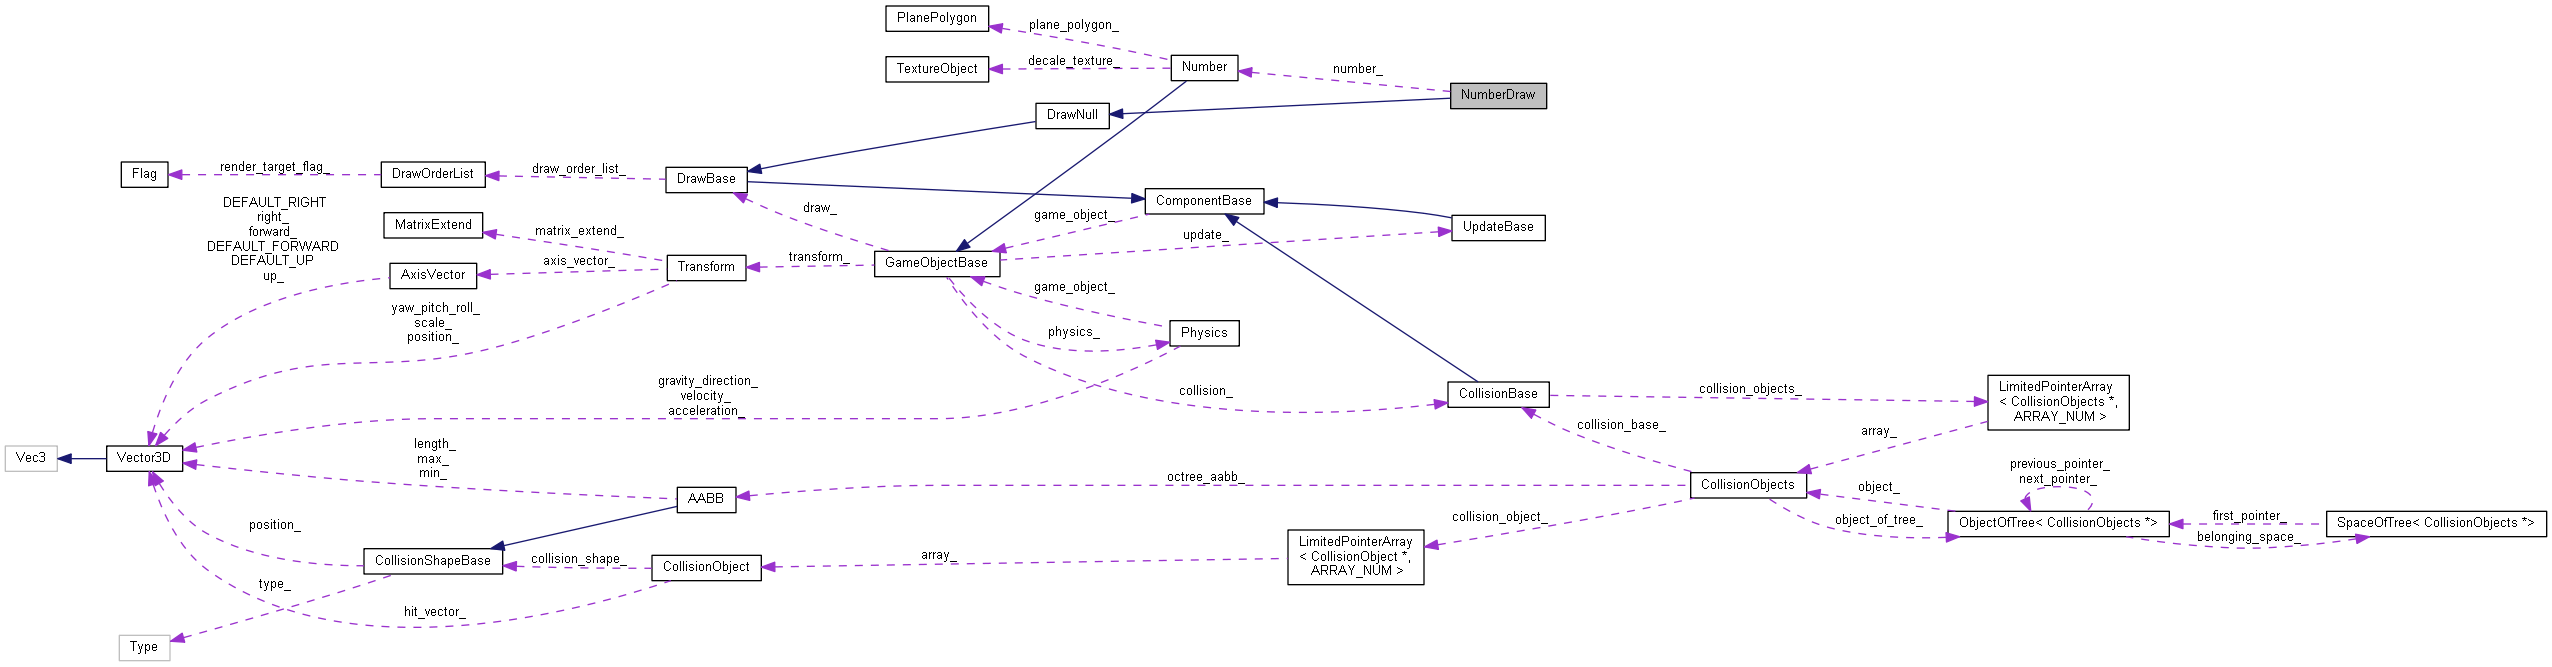 PlanePolygon
plane_polygon_
TextureObject
decale_texture_
Number
number_
NumberDraw
DrawNull
Flag
render_target_flag_
DrawOrderList
draw_order_list_
DrawBase
DEFAULT_RIGHT
right_
forward_
DEFAULT_FORWARD
DEFAULT_UP
up_
MatrixExtend
matrix_extend_
draw_
ComponentBase
game_object_
update_
UpdateBase
AxisVector
axis_vector_
Transform
transform_
GameObjectBase
yaw_pitch_roll_
scale_
position_
game_object_
physics_
Physics
gravity_direction_
velocity_
acceleration_
collision_
CollisionBase
collision_objects_
LimitedPointerArray
< CollisionObjects *,
ARRAY_NUM >
Vec3
Vector3D
length_
max_
min_
collision_base_
array_
AABB
octree_aabb_
CollisionObjects
object_
previous_pointer_
next_pointer_
position_
collision_object_
object_of_tree_
ObjectOfTree< CollisionObjects *>
first_pointer_
belonging_space_
SpaceOfTree< CollisionObjects *>
CollisionShapeBase
collision_shape_
CollisionObject
array_
LimitedPointerArray
< CollisionObject *,
ARRAY_NUM >
type_
hit_vector_
Type